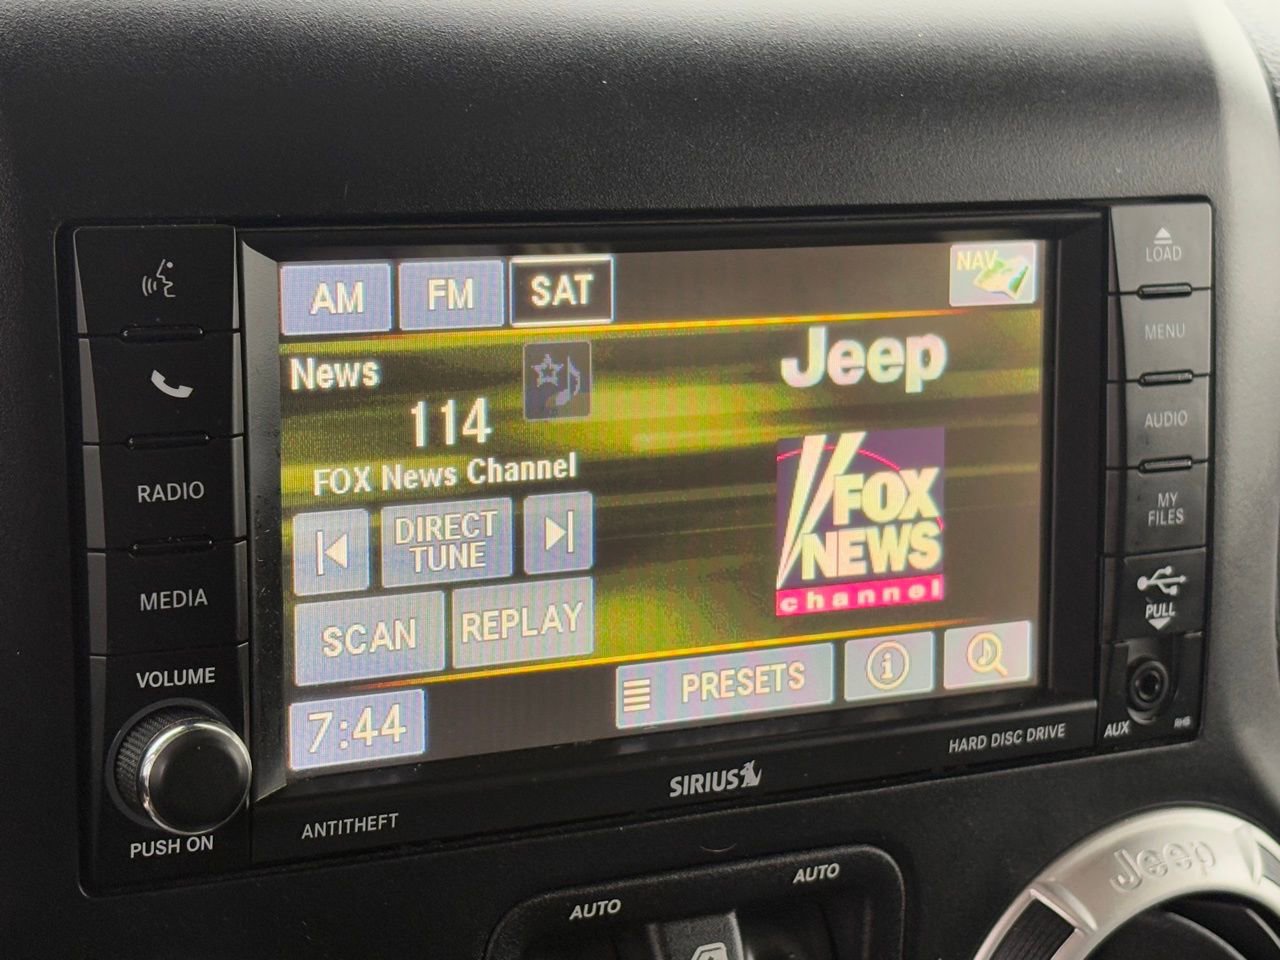 LOAD
MENU
AUDIO
MY
FILES
PULL
AUX
RHB
RADIO
MEDIA
VOLUME
PUSH ON
AM FM SAT NAV
News
114
FOX News Channel
DIRECT
TUNE
SCAN REPLAY
7:44
PRESETS
Jeep
FOX
NEWS
channel
HARD DISC DRIVE
SIRIUS
ANTITHEFT
AUTO
AUTO
Jeep